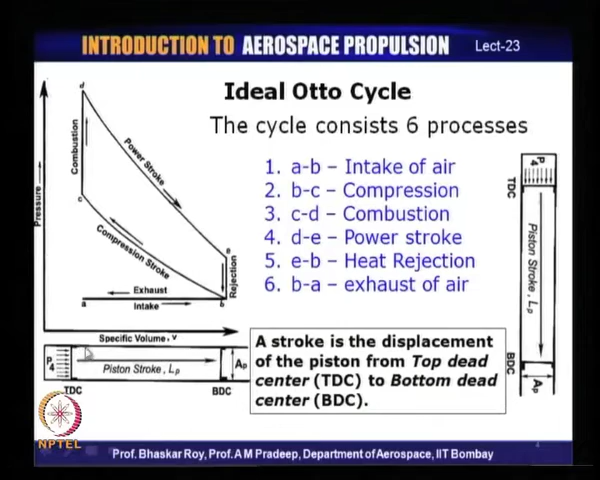 INTRODUCTION TO AEROSPACE PROPULSION Lect-23
Ideal Otto Cycle
The cycle consists 6 processes
1. a-b – Intake of air
2. b-c – Compression
3. c-d – Combustion
4. d-e – Power stroke
5. e-b – Heat Rejection
6. b-a – exhaust of air
A stroke is the displacement
of the piston from Top dead
center (TDC) to Bottom dead
center (BDC).
Pressure
d
Combustion
Power Stroke
c
Compression Stroke
e
Rejection
Exhaust
a
b
Intake
Specific Volume, v
P4
Piston Stroke, Lp
Ap
TDC
BDC
P4
TDC
Piston Stroke, Lp
BDC
Ap
NPTEL
4
Prof. Bhaskar Roy, Prof. A M Pradeep, Department of Aerospace, IIT Bombay